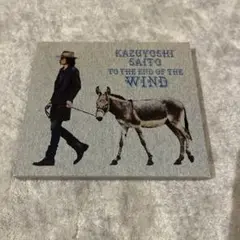 KAZUYOSHI
SAITO
TO THE END OF THE
WIND